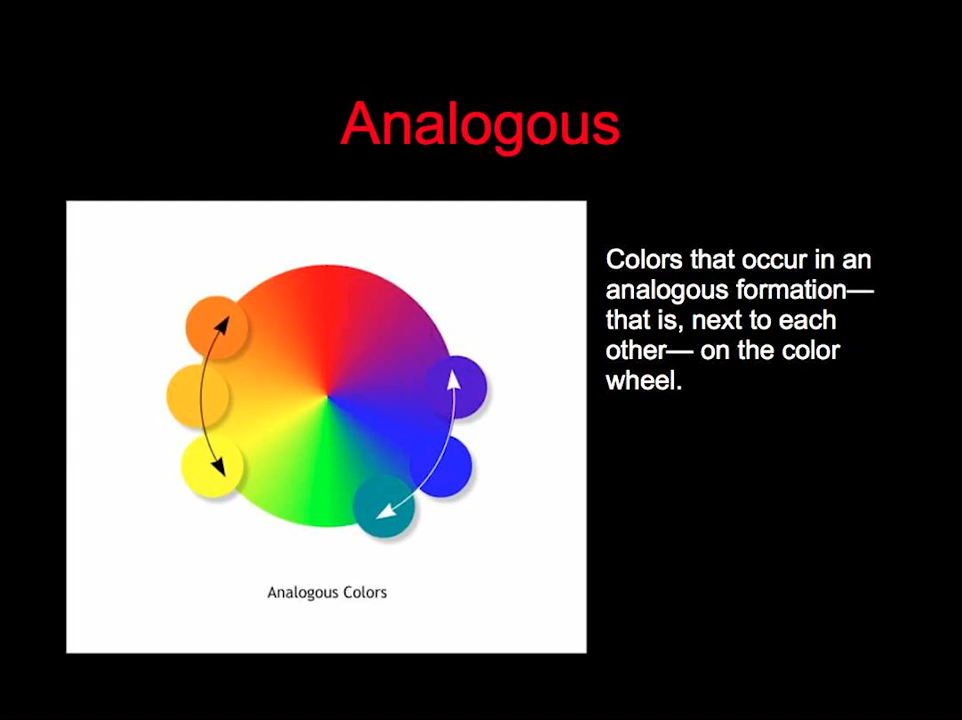 Analogous
Colors that occur in an
analogous formation—
that is, next to each
other— on the color
wheel.
Analogous Colors